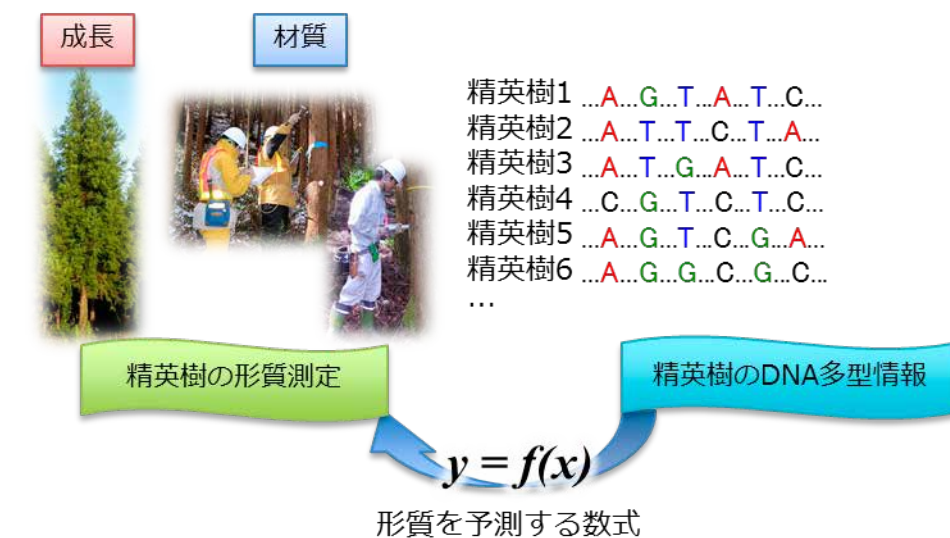 成長
材質
精英樹1 ...A...G...T...A...T...C...
精英樹2 ...A...T...T...C...T...A...
精英樹3 ...A...T...G...A...T...C...
精英樹4 ...C...G...T...C...T...C...
精英樹5 ...A...G...T...C...G...A...
精英樹6 ...A...G...G...C...G...C...
...
精英樹の形質測定
精英樹のDNA多型情報
y = f(x)
形質を予測する数式